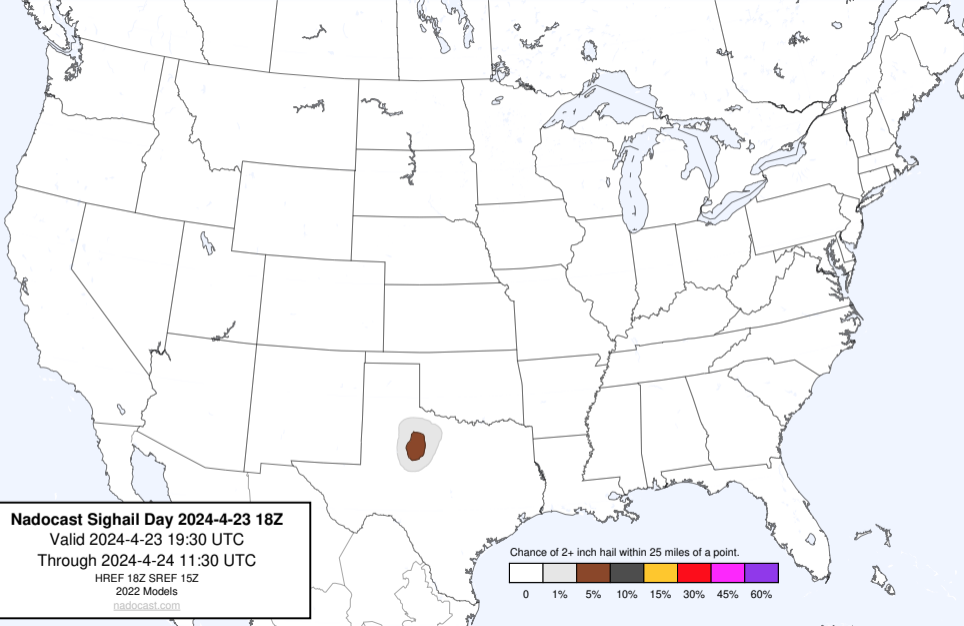 Nadocast Sighail Day 2024-4-23 18Z
Valid 2024-4-23 19:30 UTC
Through 2024-4-24 11:30 UTC
HREF 18Z SREF 15Z
2022 Models
nadocast.com
Chance of 2+ inch hail within 25 miles of a point.
0 1% 5% 10% 15% 30% 45% 60%